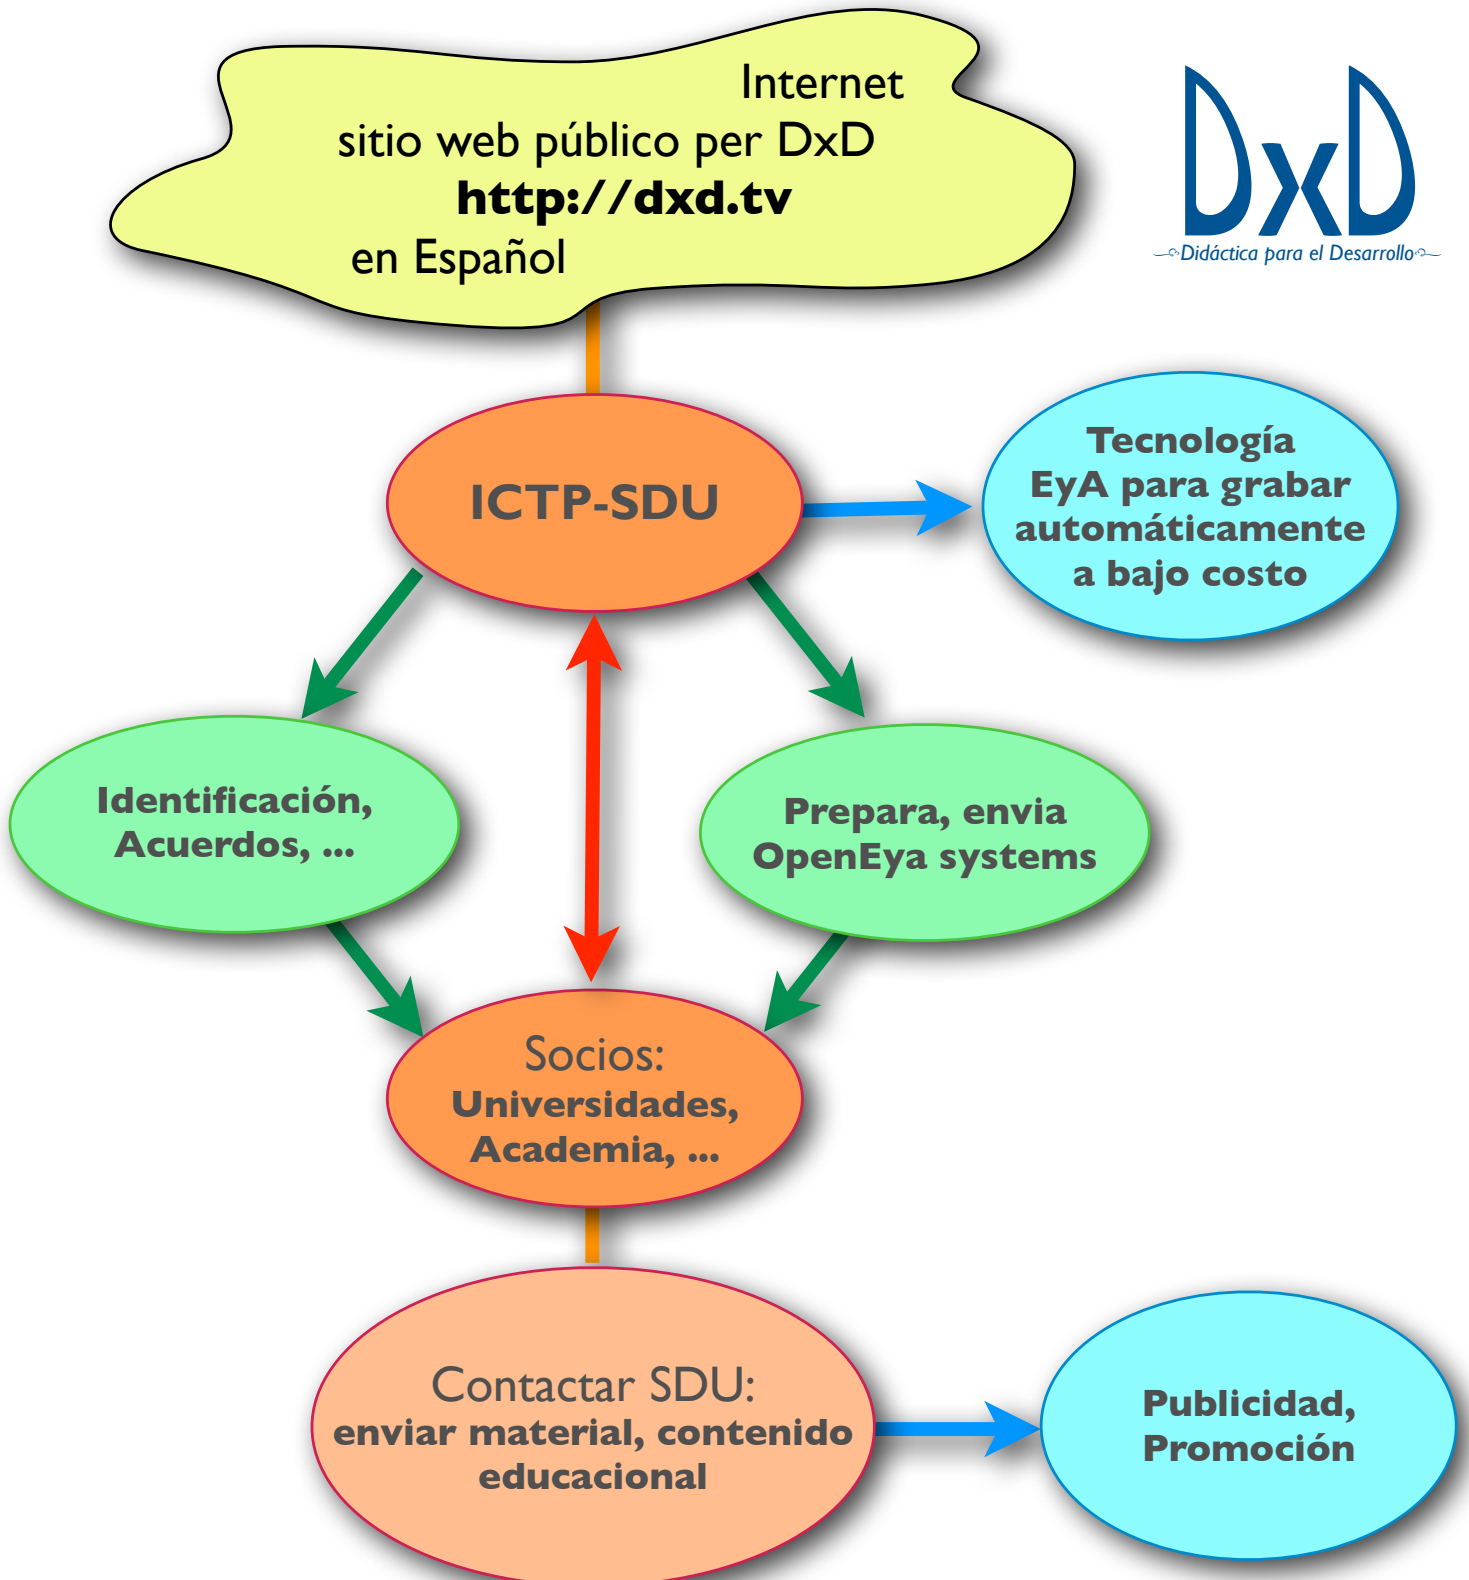 Internet
sitio web público per DxD
http://dxd.tv
en Español
DxD
Didáctica para el Desarrollo
ICTP-SDU
Tecnología
EyA para grabar
automáticamente
a bajo costo
Identificación,
Acuerdos, ...
Prepara, envia
OpenEya systems
Socios:
Universidades,
Academia, ...
Contactar SDU:
enviar material, contenido
educacional
Publicidad,
Promoción